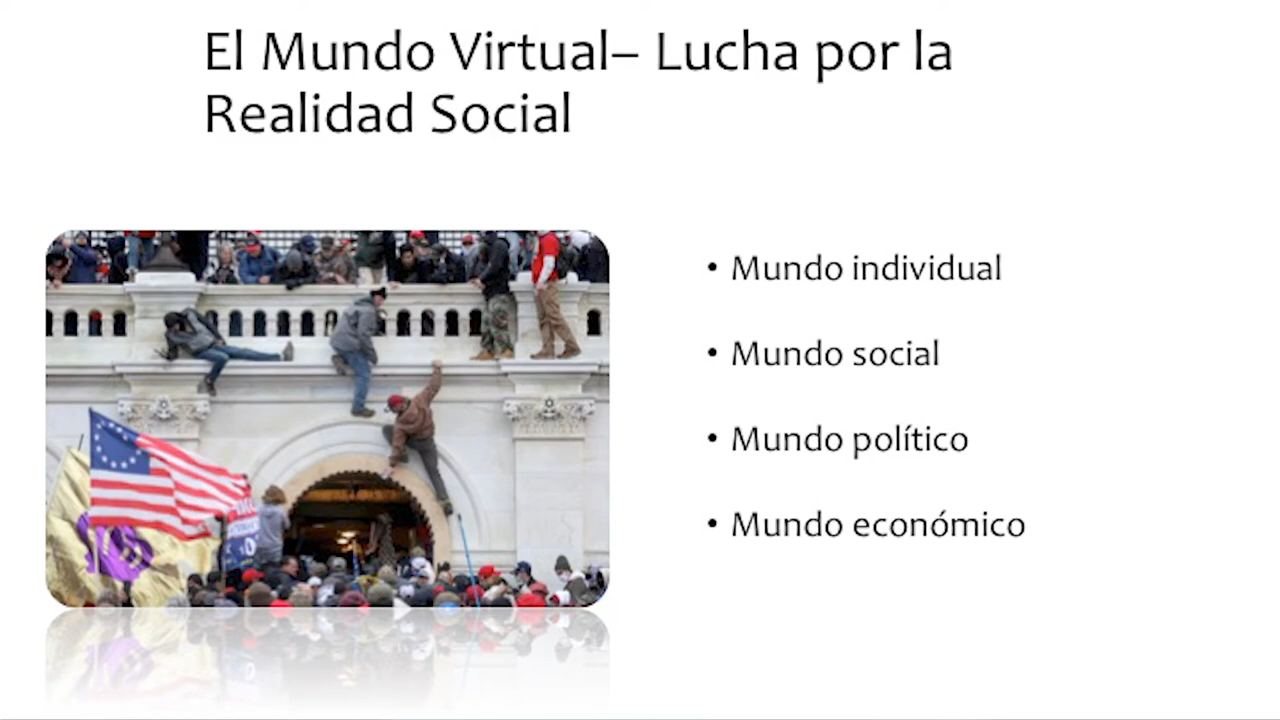 El Mundo Virtual– Lucha por la
Realidad Social
• Mundo individual
• Mundo social
• Mundo político
• Mundo económico